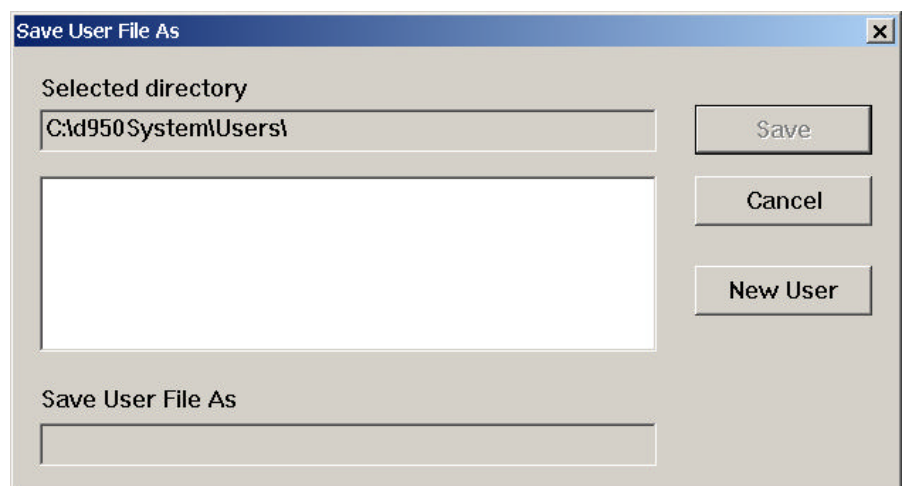 Save User File As
Selected directory
C:\d950System\Users\
Save
Cancel
New User
Save User File As